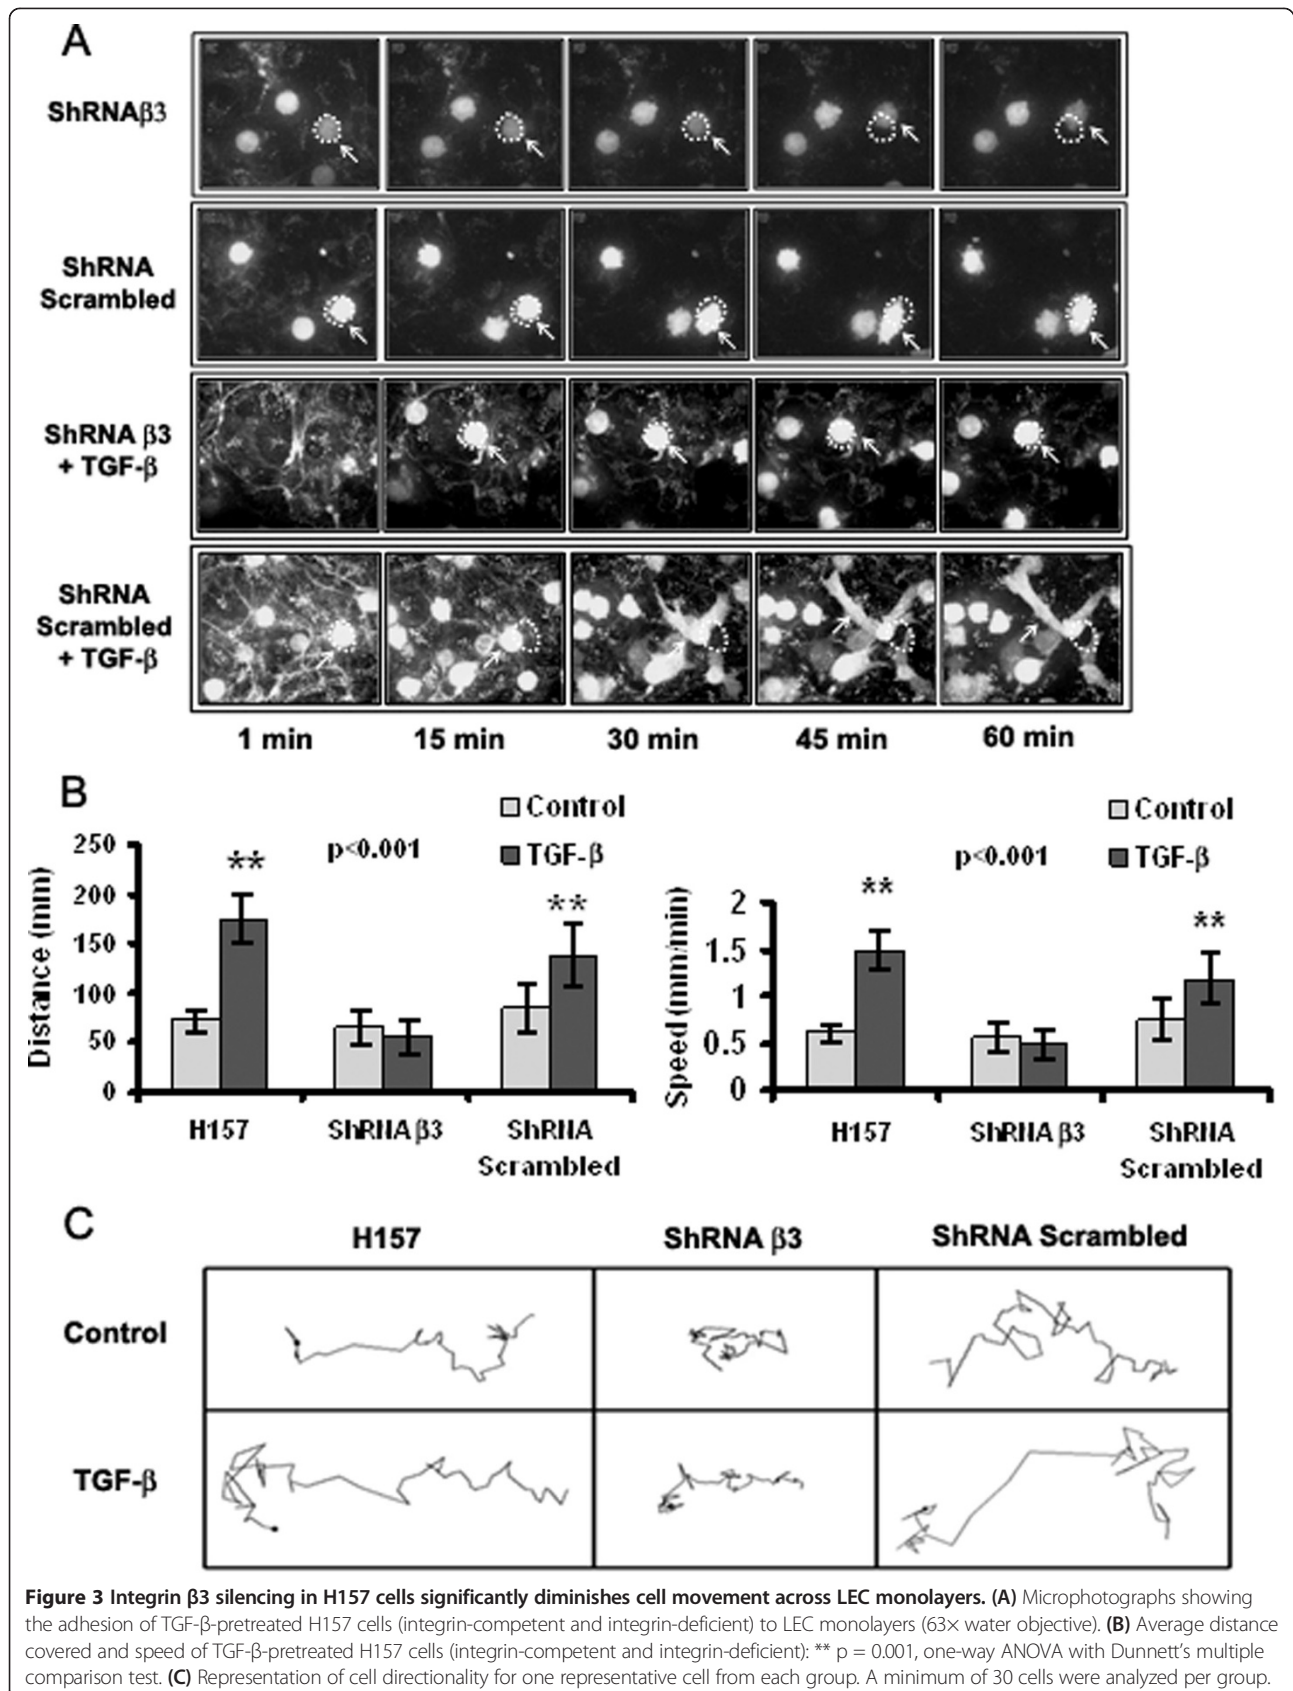 A
ShRNAβ3
ShRNA
Scrambled
ShRNA β3
+ TGF-β
ShRNA
Scrambled
+ TGF-β
1 min 15 min 30 min 45 min 60 min
B
Control
TGF-β
p<0.001
250
200
150
100
50
0
Distance (mm)
** **
H157 ShRNA β3 ShRNA
Scrambled
Control
TGF-β
p<0.001
2
1.5
1
0.5
0
Speed (mm/min)
** **
H157 ShRNA β3 ShRNA
Scrambled
C
H157 ShRNA β3 ShRNA Scrambled
Control
TGF-β
Figure 3 Integrin β3 silencing in H157 cells significantly diminishes cell movement across LEC monolayers. (A) Microphotographs showing
the adhesion of TGF-β-pretreated H157 cells (integrin-competent and integrin-deficient) to LEC monolayers (63× water objective). (B) Average distance
covered and speed of TGF-β-pretreated H157 cells (integrin-competent and integrin-deficient): ** p = 0.001, one-way ANOVA with Dunnett's multiple
comparison test. (C) Representation of cell directionality for one representative cell from each group. A minimum of 30 cells were analyzed per group.